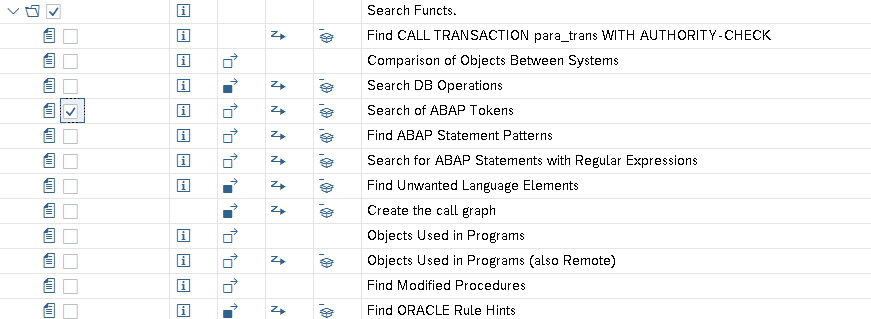 Search Functs.
Find CALL TRANSACTION para_trans WITH AUTHORITY-CHECK
Comparison of Objects Between Systems
Search DB Operations
Search of ABAP Tokens
Find ABAP Statement Patterns
Search for ABAP Statements with Regular Expressions
Find Unwanted Language Elements
Create the call graph
Objects Used in Programs
Objects Used in Programs (also Remote)
Find Modified Procedures
Find ORACLE Rule Hints